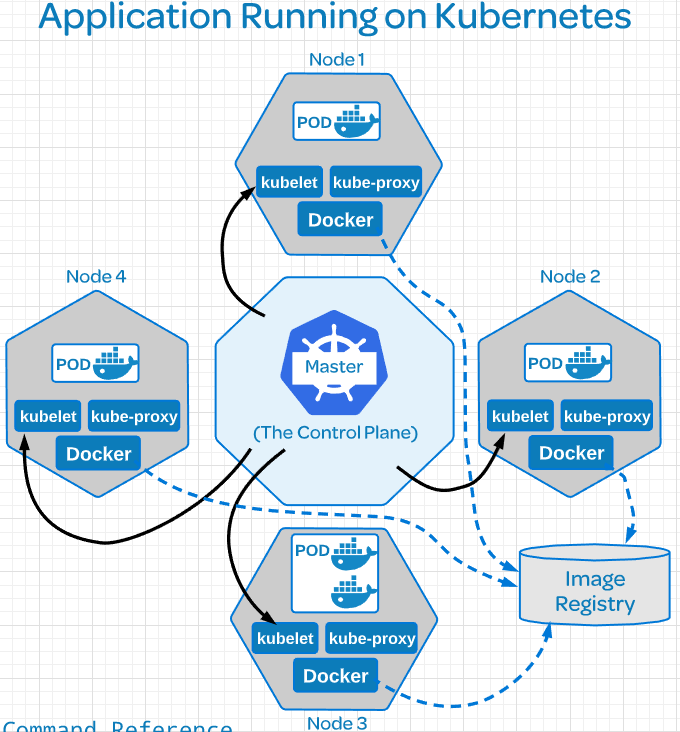 Application Running on Kubernetes
Node 1
POD
kubelet
kube-proxy
Docker
Node 4
POD
kubelet
kube-proxy
Docker
Master
(The Control Plane)
Node 2
POD
kubelet
kube-proxy
Docker
Image
Registry
POD
kubelet
kube-proxy
Docker
Node 3
Command Reference